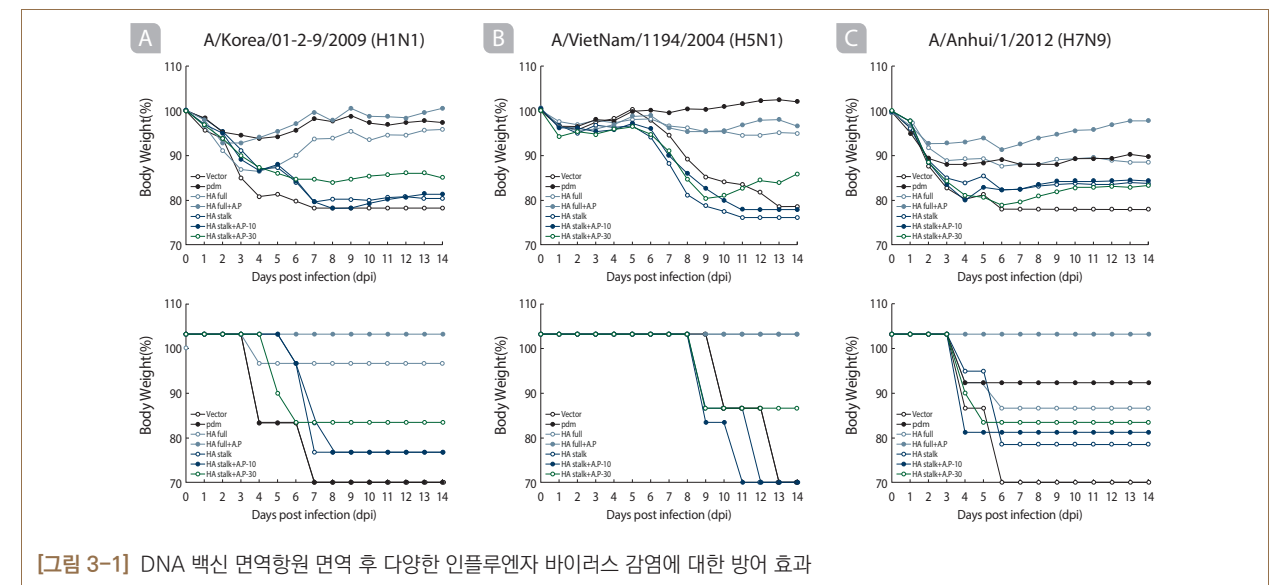 A A/Korea/01-2-9/2009 (H1N1)
110
100
90
80
70
Body Weight(%)
Vector
pdm
HA full
HA full+A.P
HA stalk
HA stalk+A.P-10
HA stalk+A.P-30
0 1 2 3 4 5 6 7 8 9 10 11 12 13 14
Days post infection (dpi)
B A/VietNam/1194/2004 (H5N1)
110
100
90
80
70
Body Weight(%)
Vector
pdm
HA full
HA full+A.P
HA stalk
HA stalk+A.P-10
HA stalk+A.P-30
0 1 2 3 4 5 6 7 8 9 10 11 12 13 14
Days post infection (dpi)
C A/Anhui/1/2012 (H7N9)
110
100
90
80
70
Body Weight(%)
Vector
pdm
HA full
HA full+A.P
HA stalk
HA stalk+A.P-10
HA stalk+A.P-30
0 1 2 3 4 5 6 7 8 9 10 11 12 13 14
Days post infection (dpi)
110
100
90
80
70
Body Weight(%)
Vector
pdm
HA full
HA full+A.P
HA stalk
HA stalk+A.P-10
HA stalk+A.P-30
0 1 2 3 4 5 6 7 8 9 10 11 12 13 14
Days post infection (dpi)
110
100
90
80
70
Body Weight(%)
Vector
pdm
HA full
HA full+A.P
HA stalk
HA stalk+A.P-10
HA stalk+A.P-30
0 1 2 3 4 5 6 7 8 9 10 11 12 13 14
Days post infection (dpi)
110
100
90
80
70
Body Weight(%)
Vector
pdm
HA full
HA full+A.P
HA stalk
HA stalk+A.P-10
HA stalk+A.P-30
0 1 2 3 4 5 6 7 8 9 10 11 12 13 14
Days post infection (dpi)
[그림 3-1] DNA 백신 면역항원 면역 후 다양한 인플루엔자 바이러스 감염에 대한 방어 효과